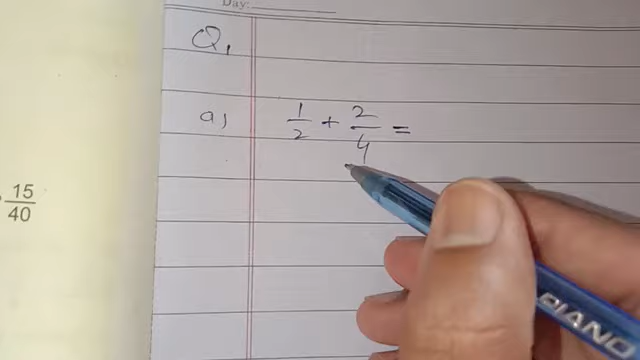 Day:
Q,
a, 1/2 + 2/4 =
15/40
PIANO